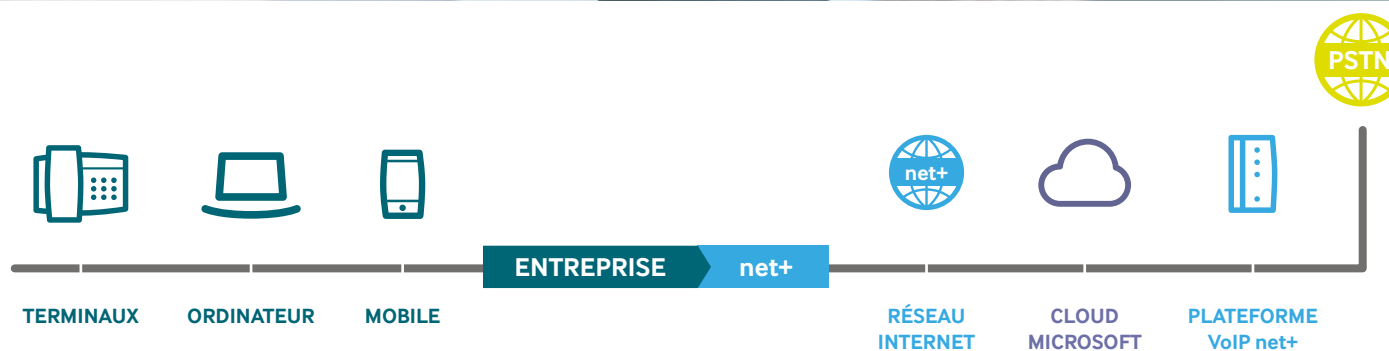 PSTN
net+
ENTREPRISE net+
TERMINAUX ORDINATEUR MOBILE RÉSEAU INTERNET CLOUD MICROSOFT PLATEFORME VoIP net+